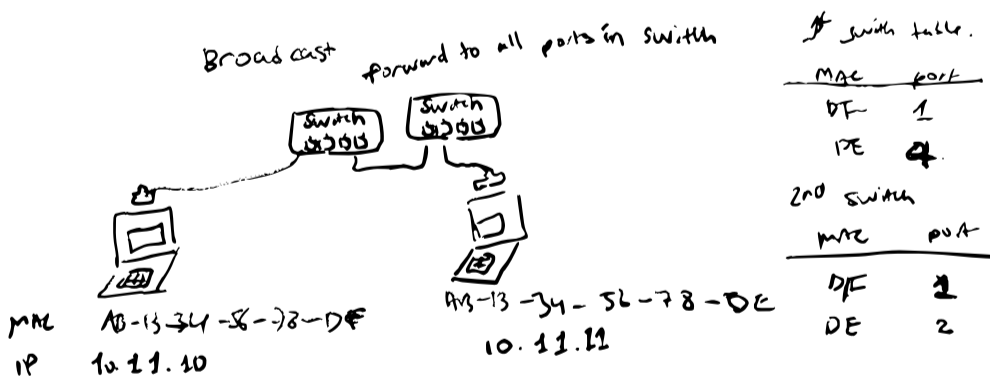 Broadcast
forward to all ports in switch
switch
switch
MAC AB-13-34-56-78-DF
IP 10.11.10
AB-13-34-56-78-DE
10.11.11
1st switch table.
MAC port
DF 1
DE 4
2nd switch
MAC port
DF 1
DE 2